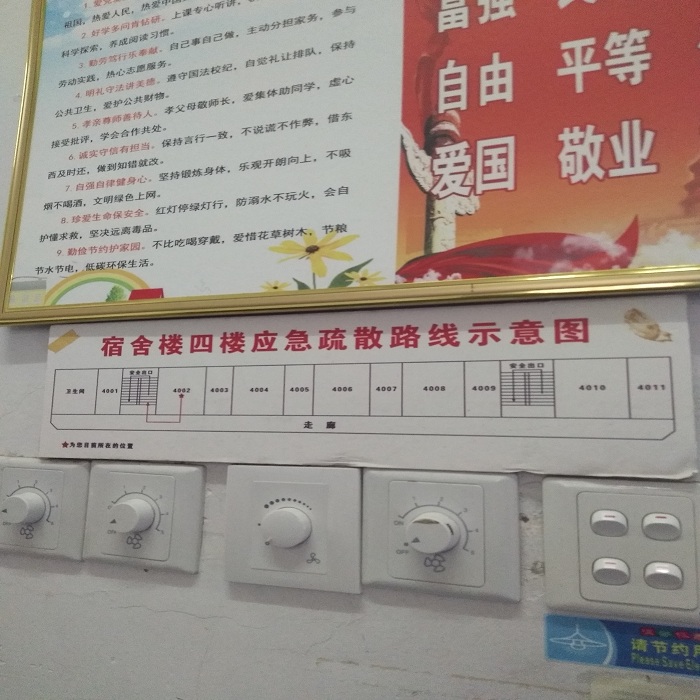 祖国，热爱人民，热爱中国
2. 好学多问肯钻研。上课专心听讲，
科学探索，养成阅读习惯。
3. 勤劳笃行乐奉献。自己事自己做，主动分担家务，参与
劳动实践，热心志愿服务。
4. 明礼守法讲美德。遵守国法校纪，自觉礼让排队，保持
公共卫生，爱护公共财物。
5. 孝亲尊师善待人。孝父母敬师长，爱集体助同学，虚心
接受批评，学会合作共处。
6. 诚实守信有担当。保持言行一致，不说谎不作弊，借东
西及时还，做到知错就改。
7. 自强自律健身心。坚持锻炼身体，乐观开朗向上，不吸
烟不喝酒，文明绿色上网。
8. 珍爱生命保安全。红灯停绿灯行，防溺水不玩火，会自
护懂求救，坚决远离毒品。
9. 勤俭节约护家园。不比吃喝穿戴，爱惜花草树木，节粮
节水节电，低碳环保生活。
富强
自由 平等
爱国 敬业
宿舍楼四楼应急疏散路线示意图
卫生间 4001 安全出口 4002 4003 4004 4005 4006 4007 4008 4009 安全出口 4010 4011
走廊
★为您目前所在的位置
OFF
请节约用
Please Save Ele